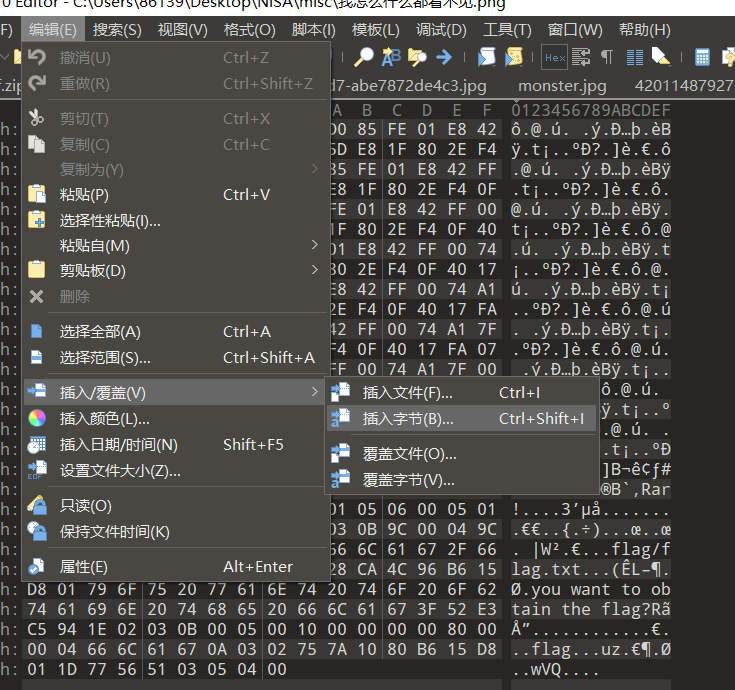 0 Editor - C:\Users\86139\Desktop\NISA\misc\我怎么什么都看不见.png
F) 编辑(E) 搜索(S) 视图(V) 格式(O) 脚本(I) 模板(L) 调试(D) 工具(T) 窗口(W) 帮助(H)
撤消(U) Ctrl+Z
重做(R) Ctrl+Shift+Z
剪切(T) Ctrl+X
复制(C) Ctrl+C
复制为(Y)
粘贴(P) Ctrl+V
选择性粘贴(I)...
粘贴自(M)
剪贴板(D)
删除
选择全部(A) Ctrl+A
选择范围(S)... Ctrl+Shift+A
插入/覆盖(V)
插入颜色(L)...
插入日期/时间(N) Shift+F5
设置文件大小(Z)...
只读(O)
保持文件时间(K)
属性(E) Alt+Enter
插入文件(F)... Ctrl+I
插入字节(B)... Ctrl+Shift+I
覆盖文件(O)...
覆盖字节(V)...
Hex
d7-abe7872de4c3.jpg monster.jpg 42011487927
A B C D E F 0123456789ABCDEF
85 FE 01 E8 42 ô.@.ú. .ý.Ð…þ.èB
E8 1F 80 2E F4 ÿ.t¡..ºÐ?.]è.€.ô
85 FE 01 E8 42 FF .@.ú. .ý.Ð…þ.èBÿ
E8 1F 80 2E F4 0F .t¡..ºÐ?.]è.€.ô.
FE 01 E8 42 FF 00 @.ú. .ý.Ð…þ.èBÿ.
1F 80 2E F4 0F 40 t¡..ºÐ?.]è.€.ô.@
01 E8 42 FF 00 74 .ú. .ý.Ð…þ.èBÿ.t
80 2E F4 0F 40 17 ¡..ºÐ?.]è.€.ô.@.
E8 42 FF 00 74 A1 ú. .ý.Ð…þ.èBÿ.t¡
2E F4 0F 40 17 FA ..ºÐ?.]è.€.ô.@.ú
42 FF 00 74 A1 7F . .ý.Ð…þ.èBÿ.t¡.
F4 0F 40 17 FA 07 .ºÐ?.]è.€.ô.@.ú.
FF 00 74 A1 7F 00 .ý.Ð…þ.èBÿ.t¡..
ô.@.ú.
ÿ.t¡..º
ô.@.ú. .
.t¡..ºÐ
]B¬ê¢ƒ#
®B`‚Rar
01 05 06 00 05 01 !....3'µå.......
0B 9C 00 04 9C .€€..{.÷)...œ..œ
66 6C 61 67 2F 66 . |W².€...flag/f
28 CA 4C 96 B6 15 lag.txt...(ÊL–¶.
D8 01 79 6F 75 20 77 61 6E 74 20 74 6F 20 6F 62 Ø.you want to ob
74 61 69 6E 20 74 68 65 20 66 6C 61 67 3F 52 E3 tain the flag?Rã
C5 94 1E 02 03 0B 00 05 00 10 00 00 00 00 80 00 Å”............€.
00 04 66 6C 61 67 0A 03 02 75 7A 10 80 B6 15 D8 ..flag...uz.€¶.Ø
01 1D 77 56 51 03 05 04 00 ..wVQ....